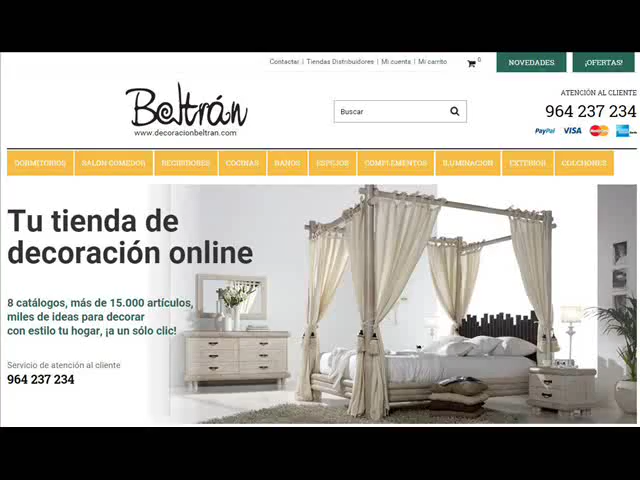 Contactar | Tiendas Distribuidores | Mi cuenta | Mi carrito
0
NOVEDADES
¡OFERTAS!
Beltrán
www.decoracionbeltran.com
Buscar
ATENCIÓN AL CLIENTE
964 237 234
PayPal VISA MasterCard
DORMITORIOS SALÓN COMEDOR RECIBIDORES COCINAS BAÑOS ESPEJOS COMPLEMENTOS ILUMINACIÓN EXTERIOR COLCHONES
Tu tienda de
decoración online
8 catálogos, más de 15.000 artículos,
miles de ideas para decorar
con estilo tu hogar, ¡a un sólo clic!
Servicio de atención al cliente
964 237 234